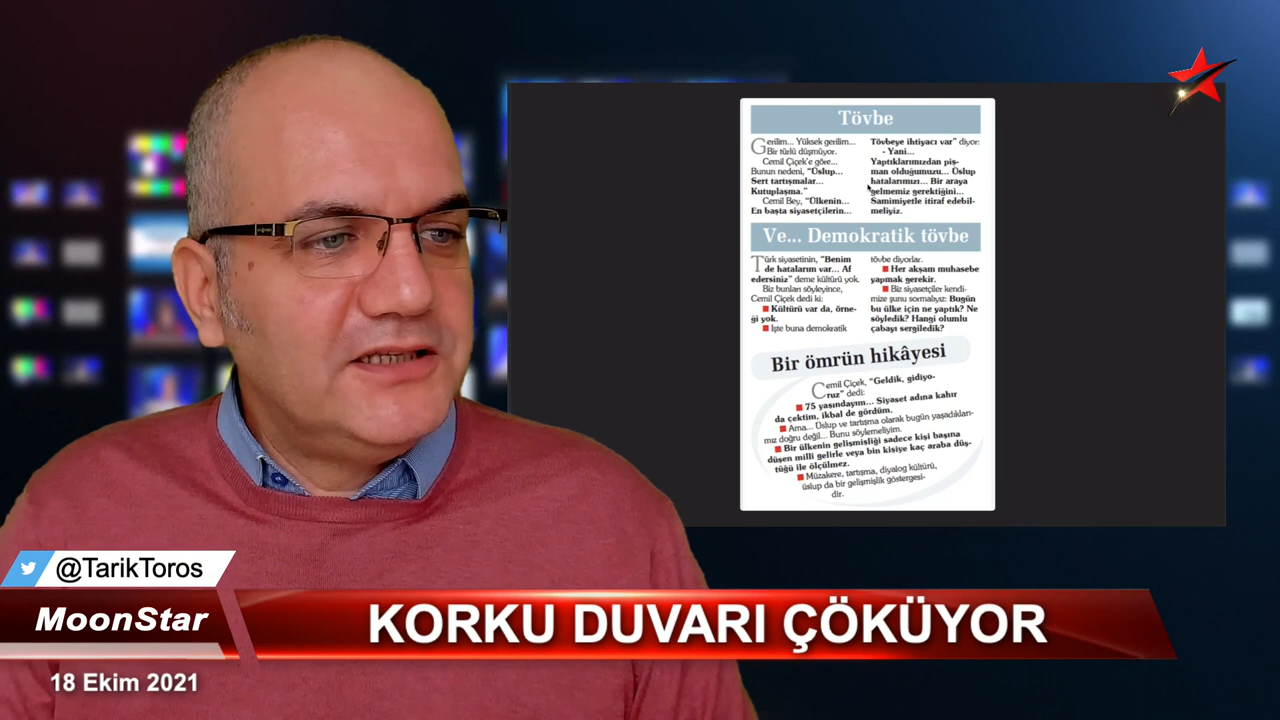 Tövbe
Gerilim... Yüksek gerilim...
Bir türlü düşmüyor.
Cemil Çiçek'e göre...
Bunun nedeni, "Üslup...
Sert tartışmalar...
Kutuplaşma."
Cemil Bey, "Ülkenin...
En başta siyasetçilerin...
Tövbeye ihtiyacı var" diyor:
- Yani...
Yaptıklarımızdan piş-
man olduğumuzu... Üslup
hatalarımızı... Bir araya
gelmemiz gerektiğini...
Samimiyetle itiraf edebil-
meliyiz.
Ve... Demokratik tövbe
Türk siyasetinin, "Benim
de hatalarım var... Af
edersiniz" deme kültürü yok.
Biz bunları söyleyince,
Cemil Çiçek dedi ki:
Kültürü var da, örne-
ği yok.
İşte buna demokratik
tövbe diyorlar.
Her akşam muhasebe
yapmak gerekir.
Biz siyasetçiler kendi-
mize şunu sormalıyız: Bugün
bu ülke için ne yaptık? Ne
söyledik? Hangi olumlu
çabayı sergiledik?
Bir ömrün hikâyesi
Cemil Çiçek, "Geldik, gidiyo-
ruz" dedi:
75 yaşındayım... Siyaset adına kahır
da çektim, ikbal de gördüm.
Ama... Üslup ve tartışma olarak bugün yaşadıkları-
mız doğru değil... Bunu söylemeliyim.
Bir ülkenin gelişmişliği sadece kişi başına
düşen milli gelirle veya bin kişiye kaç araba düş-
tüğü ile ölçülmez.
Müzakere, tartışma, diyalog kültürü,
üslup da bir gelişmişlik göstergesi-
dir.
@TarikToros
MoonStar
KORKU DUVARI ÇÖKÜYOR
18 Ekim 2021